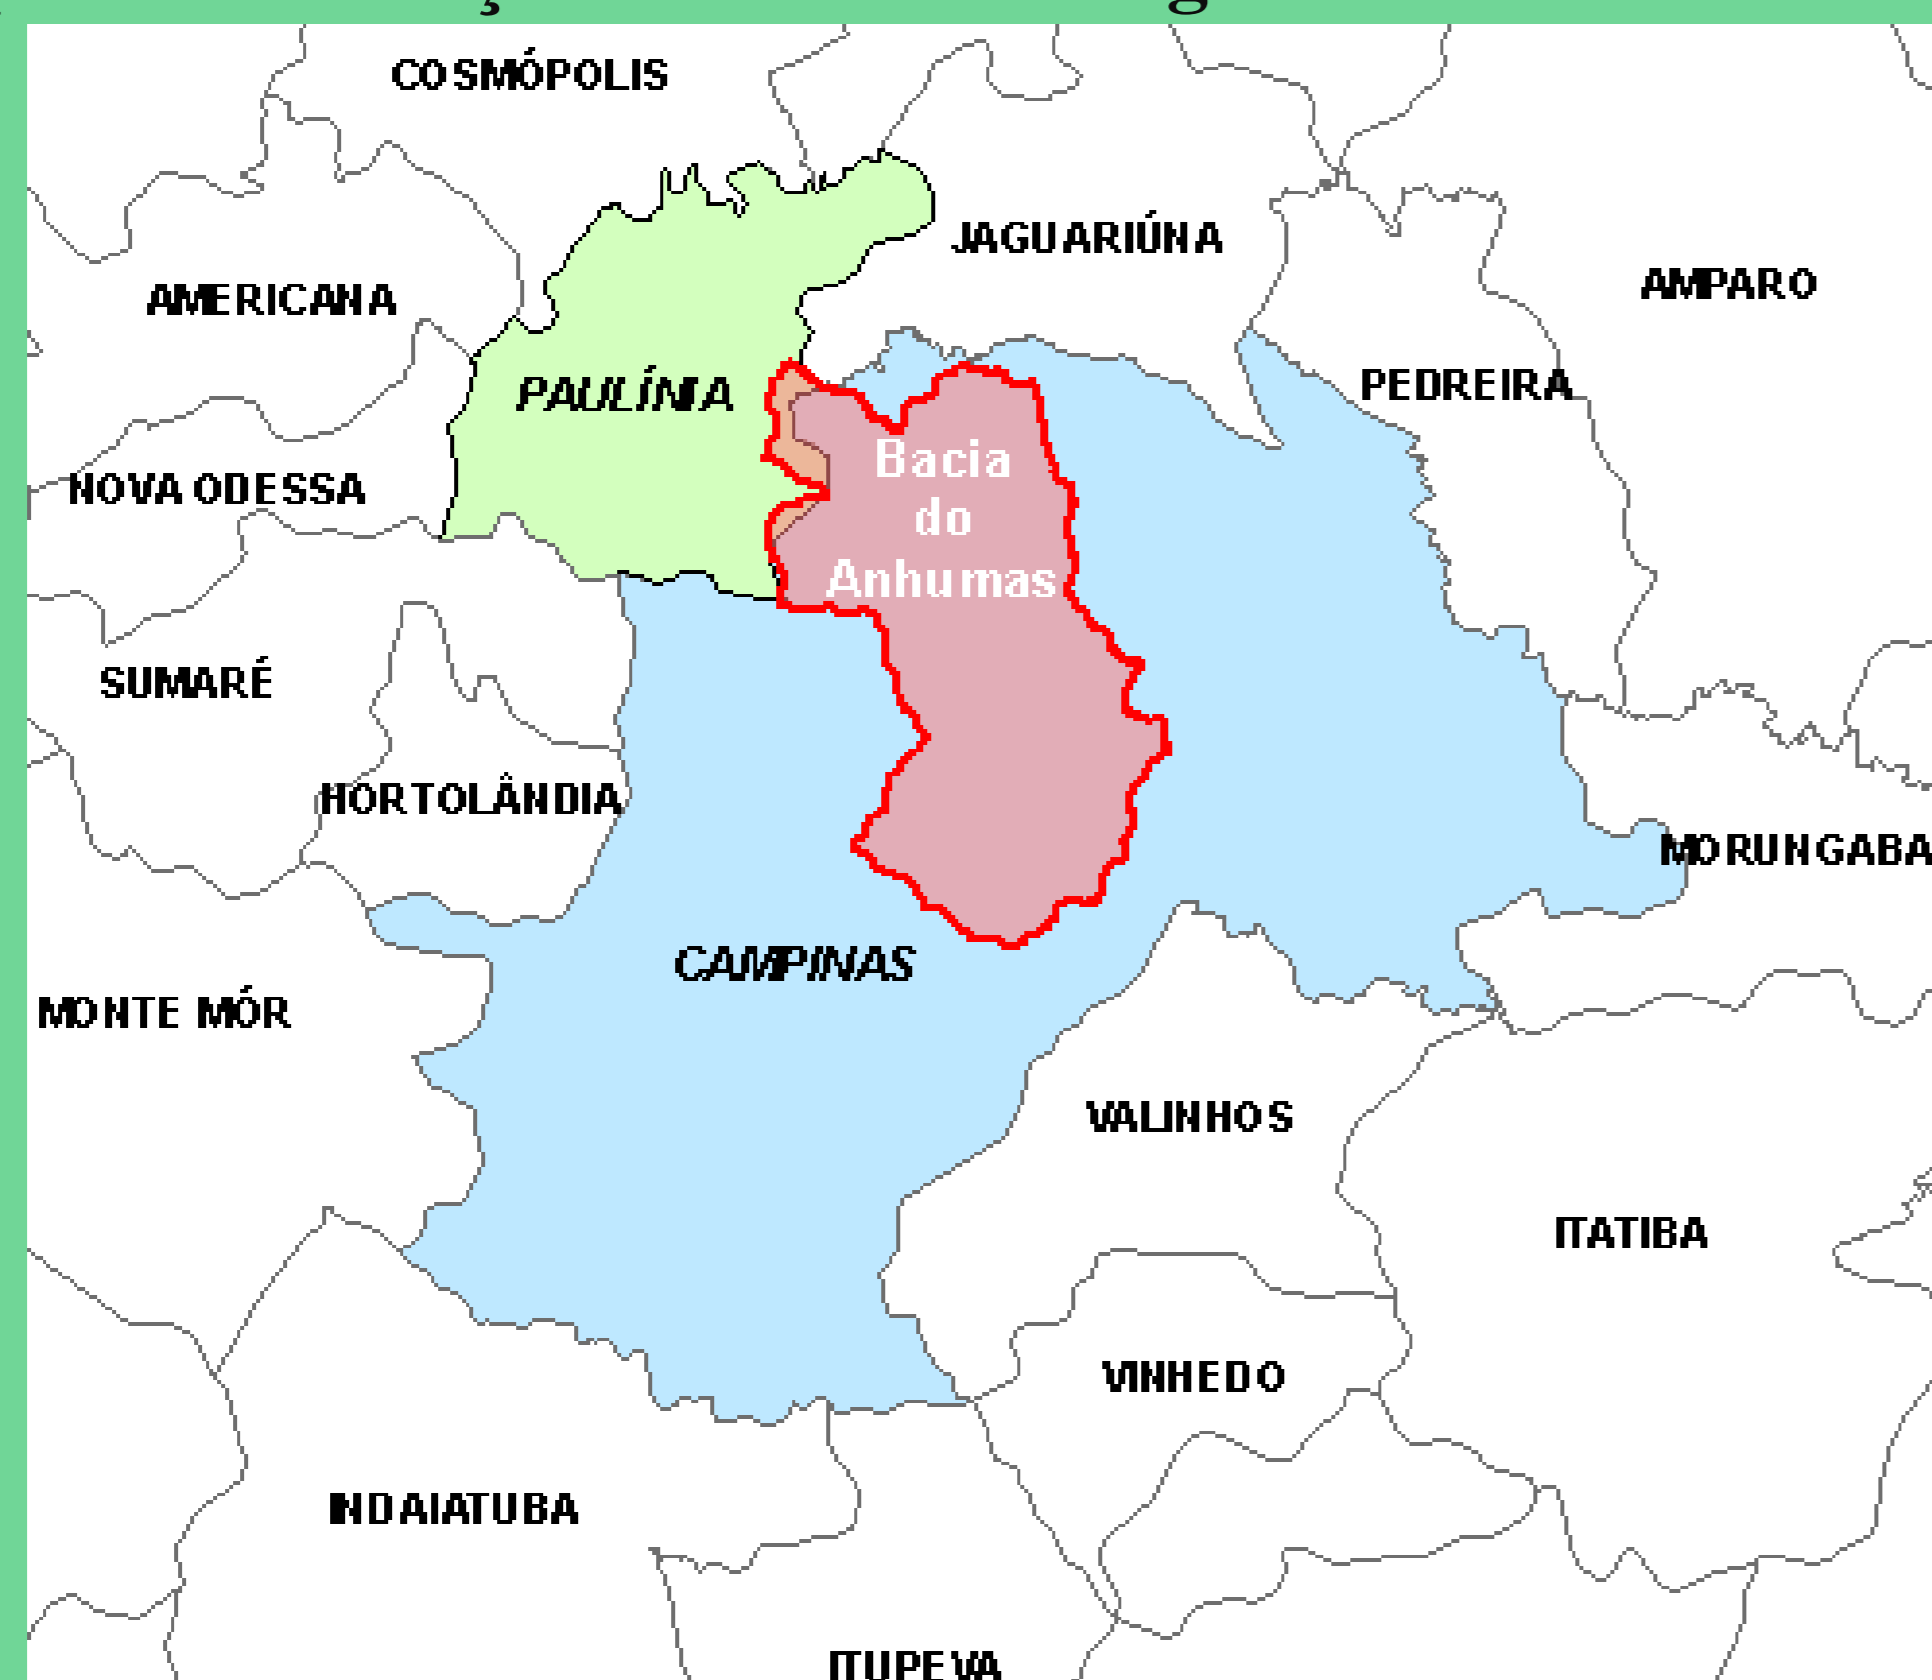 COSMÓPOLIS
JAGUARIÚNA
AMERICANA
AMPARO
PAULÍNIA
PEDREIRA
NOVA ODESSA
Bacia
do
Anhumas
SUMARÉ
HORTOLÂNDIA
MORUNGABA
CAMPINAS
MONTE MÓR
VALINHOS
ITATIBA
VINHEDO
INDAIATUBA
ITUPEVA